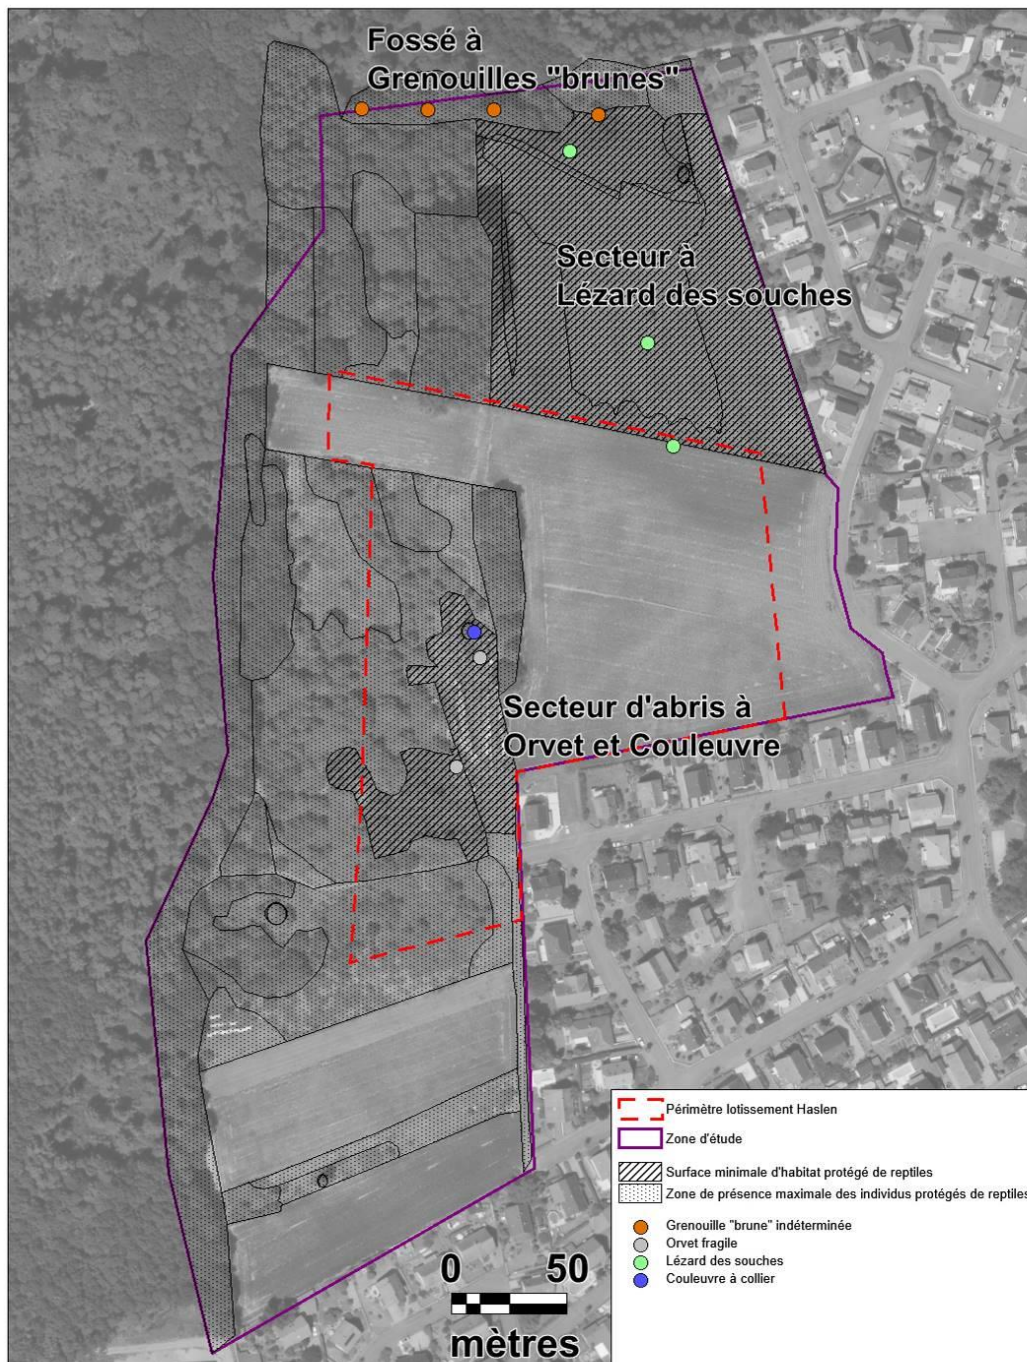 Fossé à
Grenouilles "brunes"
Secteur à
Lézard des souches
Secteur d'abris à
Orvet et Couleuvre
Périmètre lotissement Haslen
Zone d'étude
Surface minimale d'habitat protégé de reptiles
Zone de présence maximale des individus protégés de reptiles
Grenouille "brune" indéterminée
Orvet fragile
Lézard des souches
Couleuvre à collier
0 50
mètres